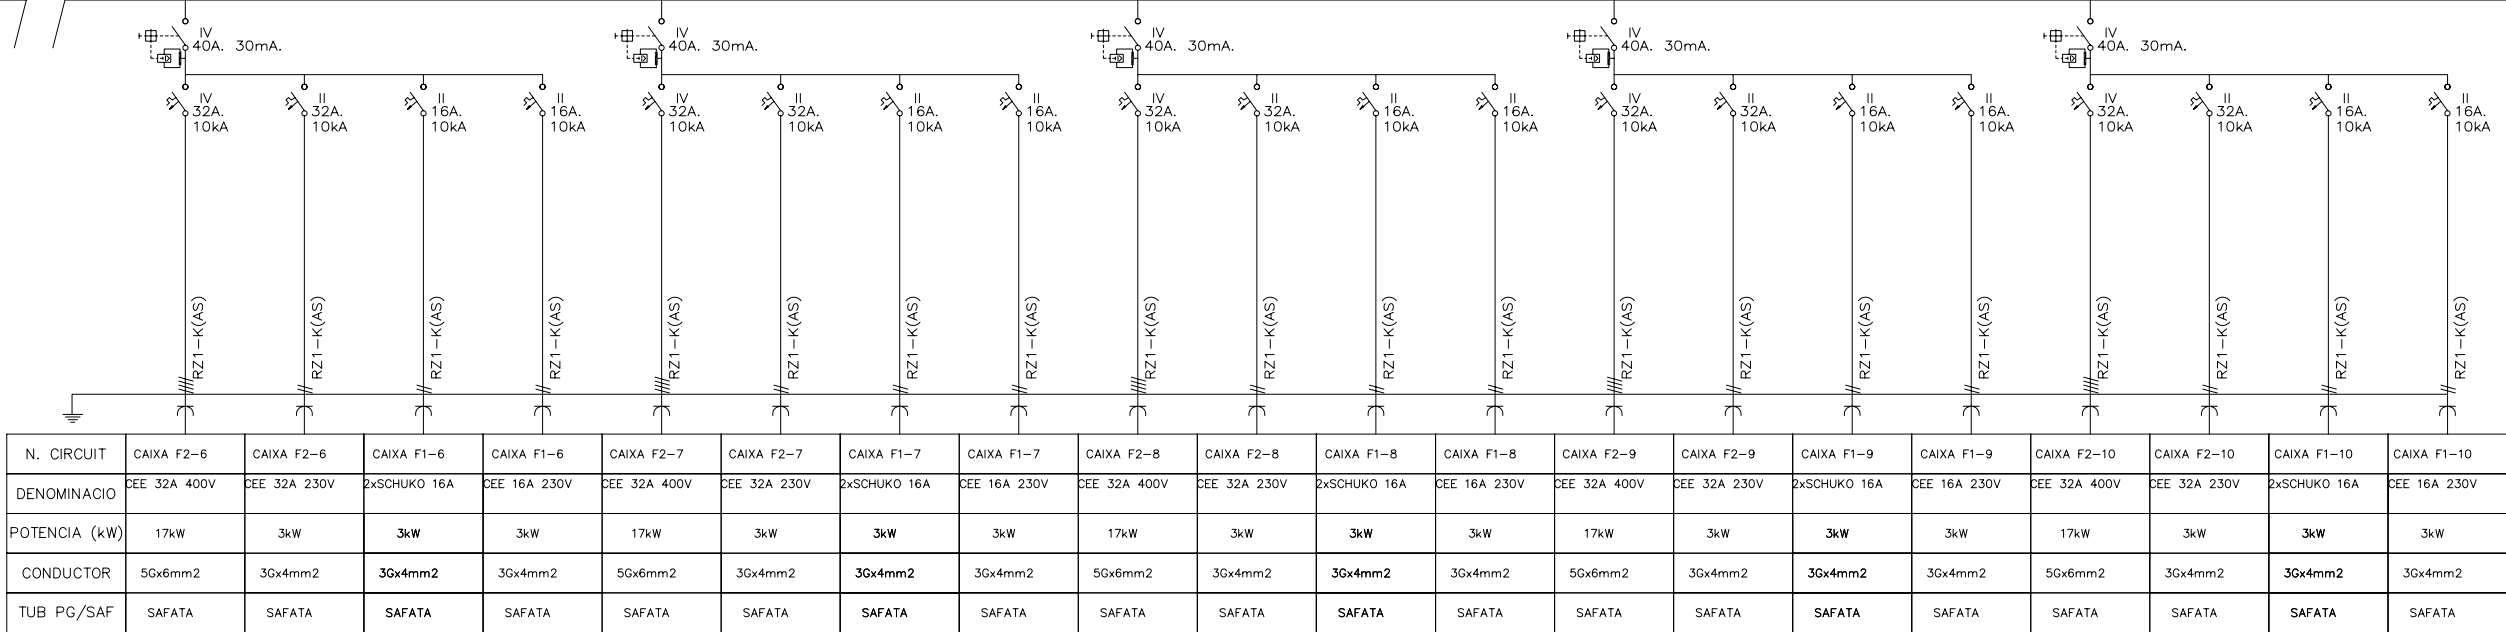 IV IV IV IV IV
40A. 30mA. 40A. 30mA. 40A. 30mA. 40A. 30mA. 40A. 30mA.
IV II II II IV II II II IV II II II IV II II II IV II II II
32A. 32A. 16A. 16A. 32A. 32A. 16A. 16A. 32A. 32A. 16A. 16A. 32A. 32A. 16A. 16A. 32A. 32A. 16A. 16A.
10kA 10kA 10kA 10kA 10kA 10kA 10kA 10kA 10kA 10kA 10kA 10kA 10kA 10kA 10kA 10kA 10kA 10kA 10kA 10kA
RZ1-K(AS) RZ1-K(AS) RZ1-K(AS) RZ1-K(AS) RZ1-K(AS) RZ1-K(AS) RZ1-K(AS) RZ1-K(AS) RZ1-K(AS) RZ1-K(AS) RZ1-K(AS) RZ1-K(AS) RZ1-K(AS) RZ1-K(AS) RZ1-K(AS) RZ1-K(AS) RZ1-K(AS) RZ1-K(AS) RZ1-K(AS) RZ1-K(AS)
N. CIRCUIT CAIXA F2-6 CAIXA F2-6 CAIXA F1-6 CAIXA F1-6 CAIXA F2-7 CAIXA F2-7 CAIXA F1-7 CAIXA F1-7 CAIXA F2-8 CAIXA F2-8 CAIXA F1-8 CAIXA F1-8 CAIXA F2-9 CAIXA F2-9 CAIXA F1-9 CAIXA F1-9 CAIXA F2-10 CAIXA F2-10 CAIXA F1-10 CAIXA F1-10
DENOMINACIO CEE 32A 400V CEE 32A 230V 2xSCHUKO 16A CEE 16A 230V CEE 32A 400V CEE 32A 230V 2xSCHUKO 16A CEE 16A 230V CEE 32A 400V CEE 32A 230V 2xSCHUKO 16A CEE 16A 230V CEE 32A 400V CEE 32A 230V 2xSCHUKO 16A CEE 16A 230V CEE 32A 400V CEE 32A 230V 2xSCHUKO 16A CEE 16A 230V
POTENCIA (kW) 17kW 3kW 3kW 3kW 17kW 3kW 3kW 3kW 17kW 3kW 3kW 3kW 17kW 3kW 3kW 3kW 17kW 3kW 3kW 3kW
CONDUCTOR 5Gx6mm2 3Gx4mm2 3Gx4mm2 3Gx4mm2 5Gx6mm2 3Gx4mm2 3Gx4mm2 3Gx4mm2 5Gx6mm2 3Gx4mm2 3Gx4mm2 3Gx4mm2 5Gx6mm2 3Gx4mm2 3Gx4mm2 3Gx4mm2 5Gx6mm2 3Gx4mm2 3Gx4mm2 3Gx4mm2
TUB PG/SAF SAFATA SAFATA SAFATA SAFATA SAFATA SAFATA SAFATA SAFATA SAFATA SAFATA SAFATA SAFATA SAFATA SAFATA SAFATA SAFATA SAFATA SAFATA SAFATA SAFATA